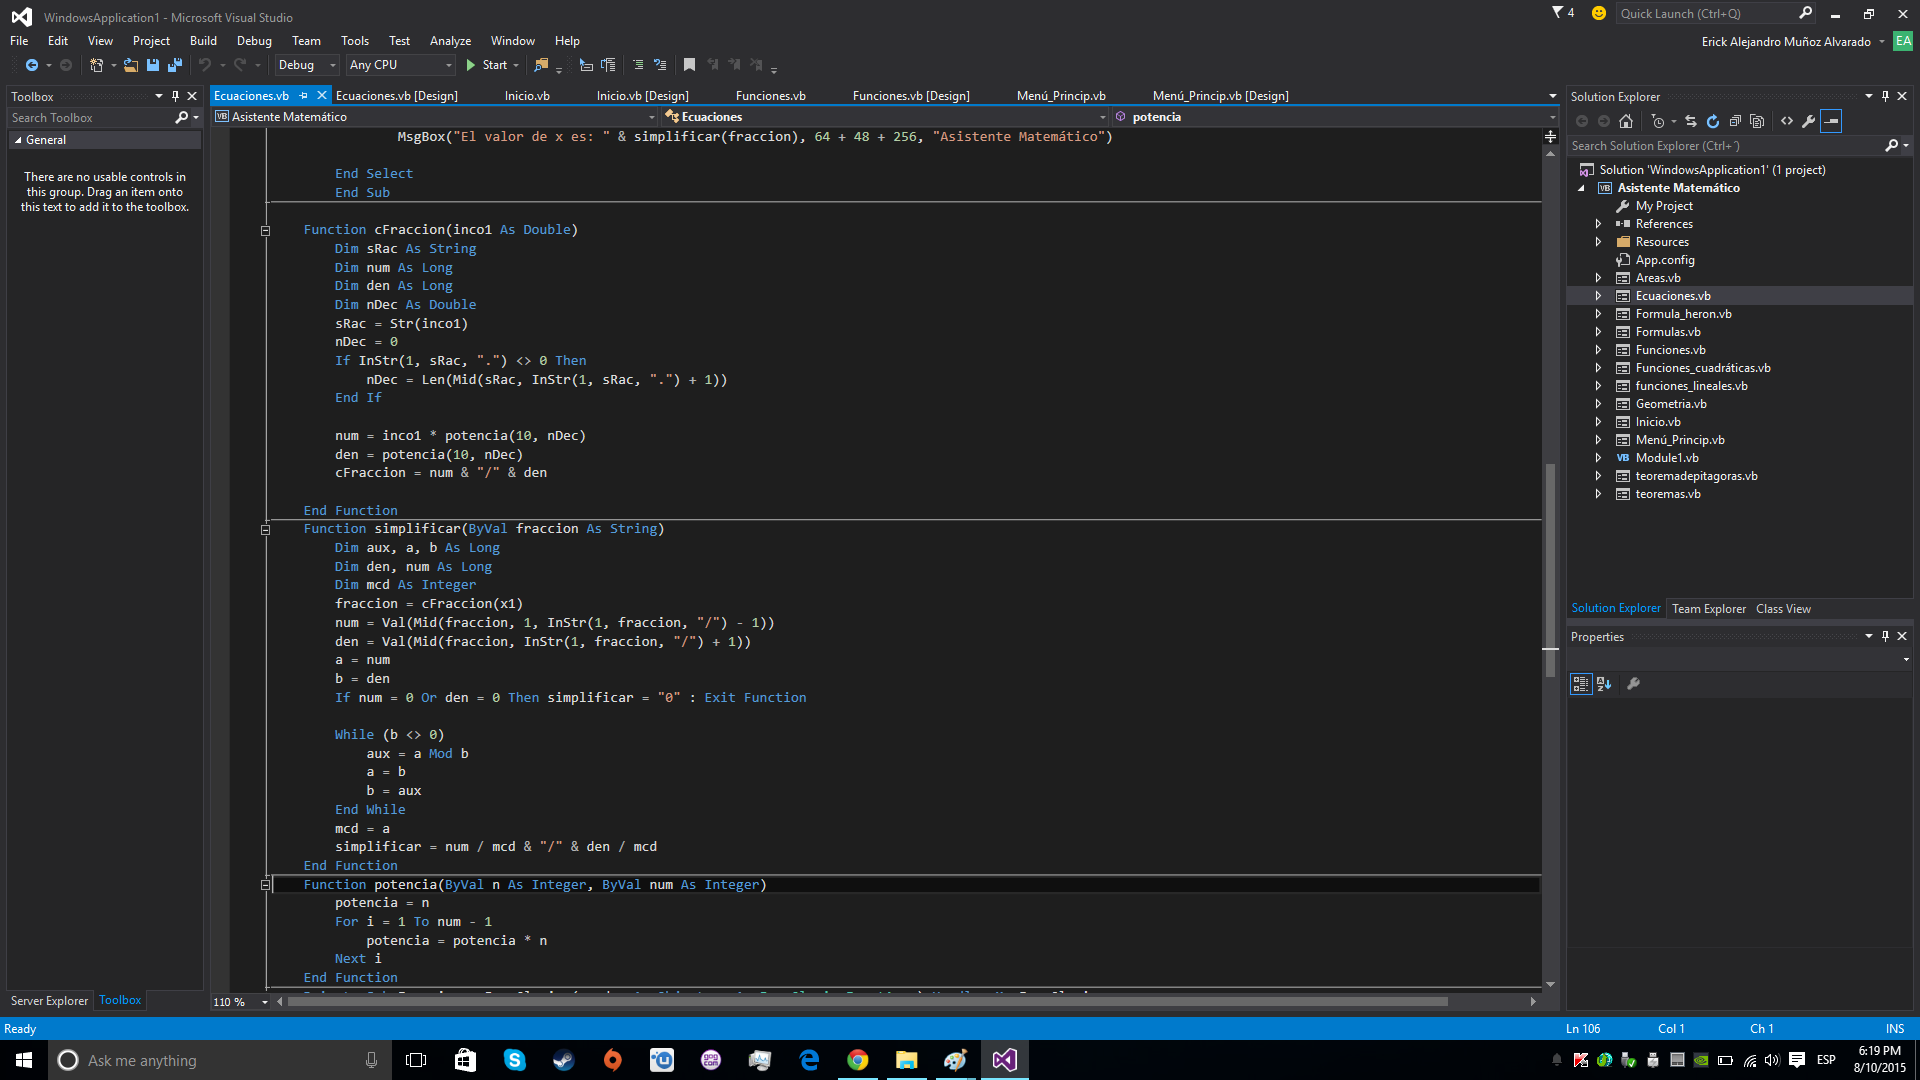 WindowsApplication1 - Microsoft Visual Studio
4
Quick Launch (Ctrl+Q)
File Edit View Project Build Debug Team Tools Test Analyze Window Help
Erick Alejandro Muñoz Alvarado EA
Debug Any CPU Start
Toolbox
Search Toolbox
General
There are no usable controls in
this group. Drag an item onto
this text to add it to the toolbox.
Server Explorer Toolbox
Ecuaciones.vb Ecuaciones.vb [Design] Inicio.vb Inicio.vb [Design] Funciones.vb Funciones.vb [Design] Menú_Princip.vb Menú_Princip.vb [Design]
VB Asistente Matemático Ecuaciones potencia
MsgBox("El valor de x es: " & simplificar(fraccion), 64 + 48 + 256, "Asistente Matemático")
End Select
End Sub
Function cFraccion(inco1 As Double)
Dim sRac As String
Dim num As Long
Dim den As Long
Dim nDec As Double
sRac = Str(inco1)
nDec = 0
If InStr(1, sRac, ".") <> 0 Then
nDec = Len(Mid(sRac, InStr(1, sRac, ".") + 1))
End If
num = inco1 * potencia(10, nDec)
den = potencia(10, nDec)
cFraccion = num & "/" & den
End Function
Function simplificar(ByVal fraccion As String)
Dim aux, a, b As Long
Dim den, num As Long
Dim mcd As Integer
fraccion = cFraccion(x1)
num = Val(Mid(fraccion, 1, InStr(1, fraccion, "/") - 1))
den = Val(Mid(fraccion, InStr(1, fraccion, "/") + 1))
a = num
b = den
If num = 0 Or den = 0 Then simplificar = "0" : Exit Function
While (b <> 0)
aux = a Mod b
a = b
b = aux
End While
mcd = a
simplificar = num / mcd & "/" & den / mcd
End Function
Function potencia(ByVal n As Integer, ByVal num As Integer)
potencia = n
For i = 1 To num - 1
potencia = potencia * n
Next i
End Function
110 %
Solution Explorer
Search Solution Explorer (Ctrl+´)
Solution 'WindowsApplication1' (1 project)
VB Asistente Matemático
My Project
References
Resources
App.config
Areas.vb
Ecuaciones.vb
Formula_heron.vb
Formulas.vb
Funciones.vb
Funciones_cuadráticas.vb
funciones_lineales.vb
Geometria.vb
Inicio.vb
Menú_Princip.vb
VB Module1.vb
teoremadepitagoras.vb
teoremas.vb
Solution Explorer Team Explorer Class View
Properties
Ready Ln 106 Col 1 Ch 1 INS
Ask me anything
ESP
6:19 PM
8/10/2015